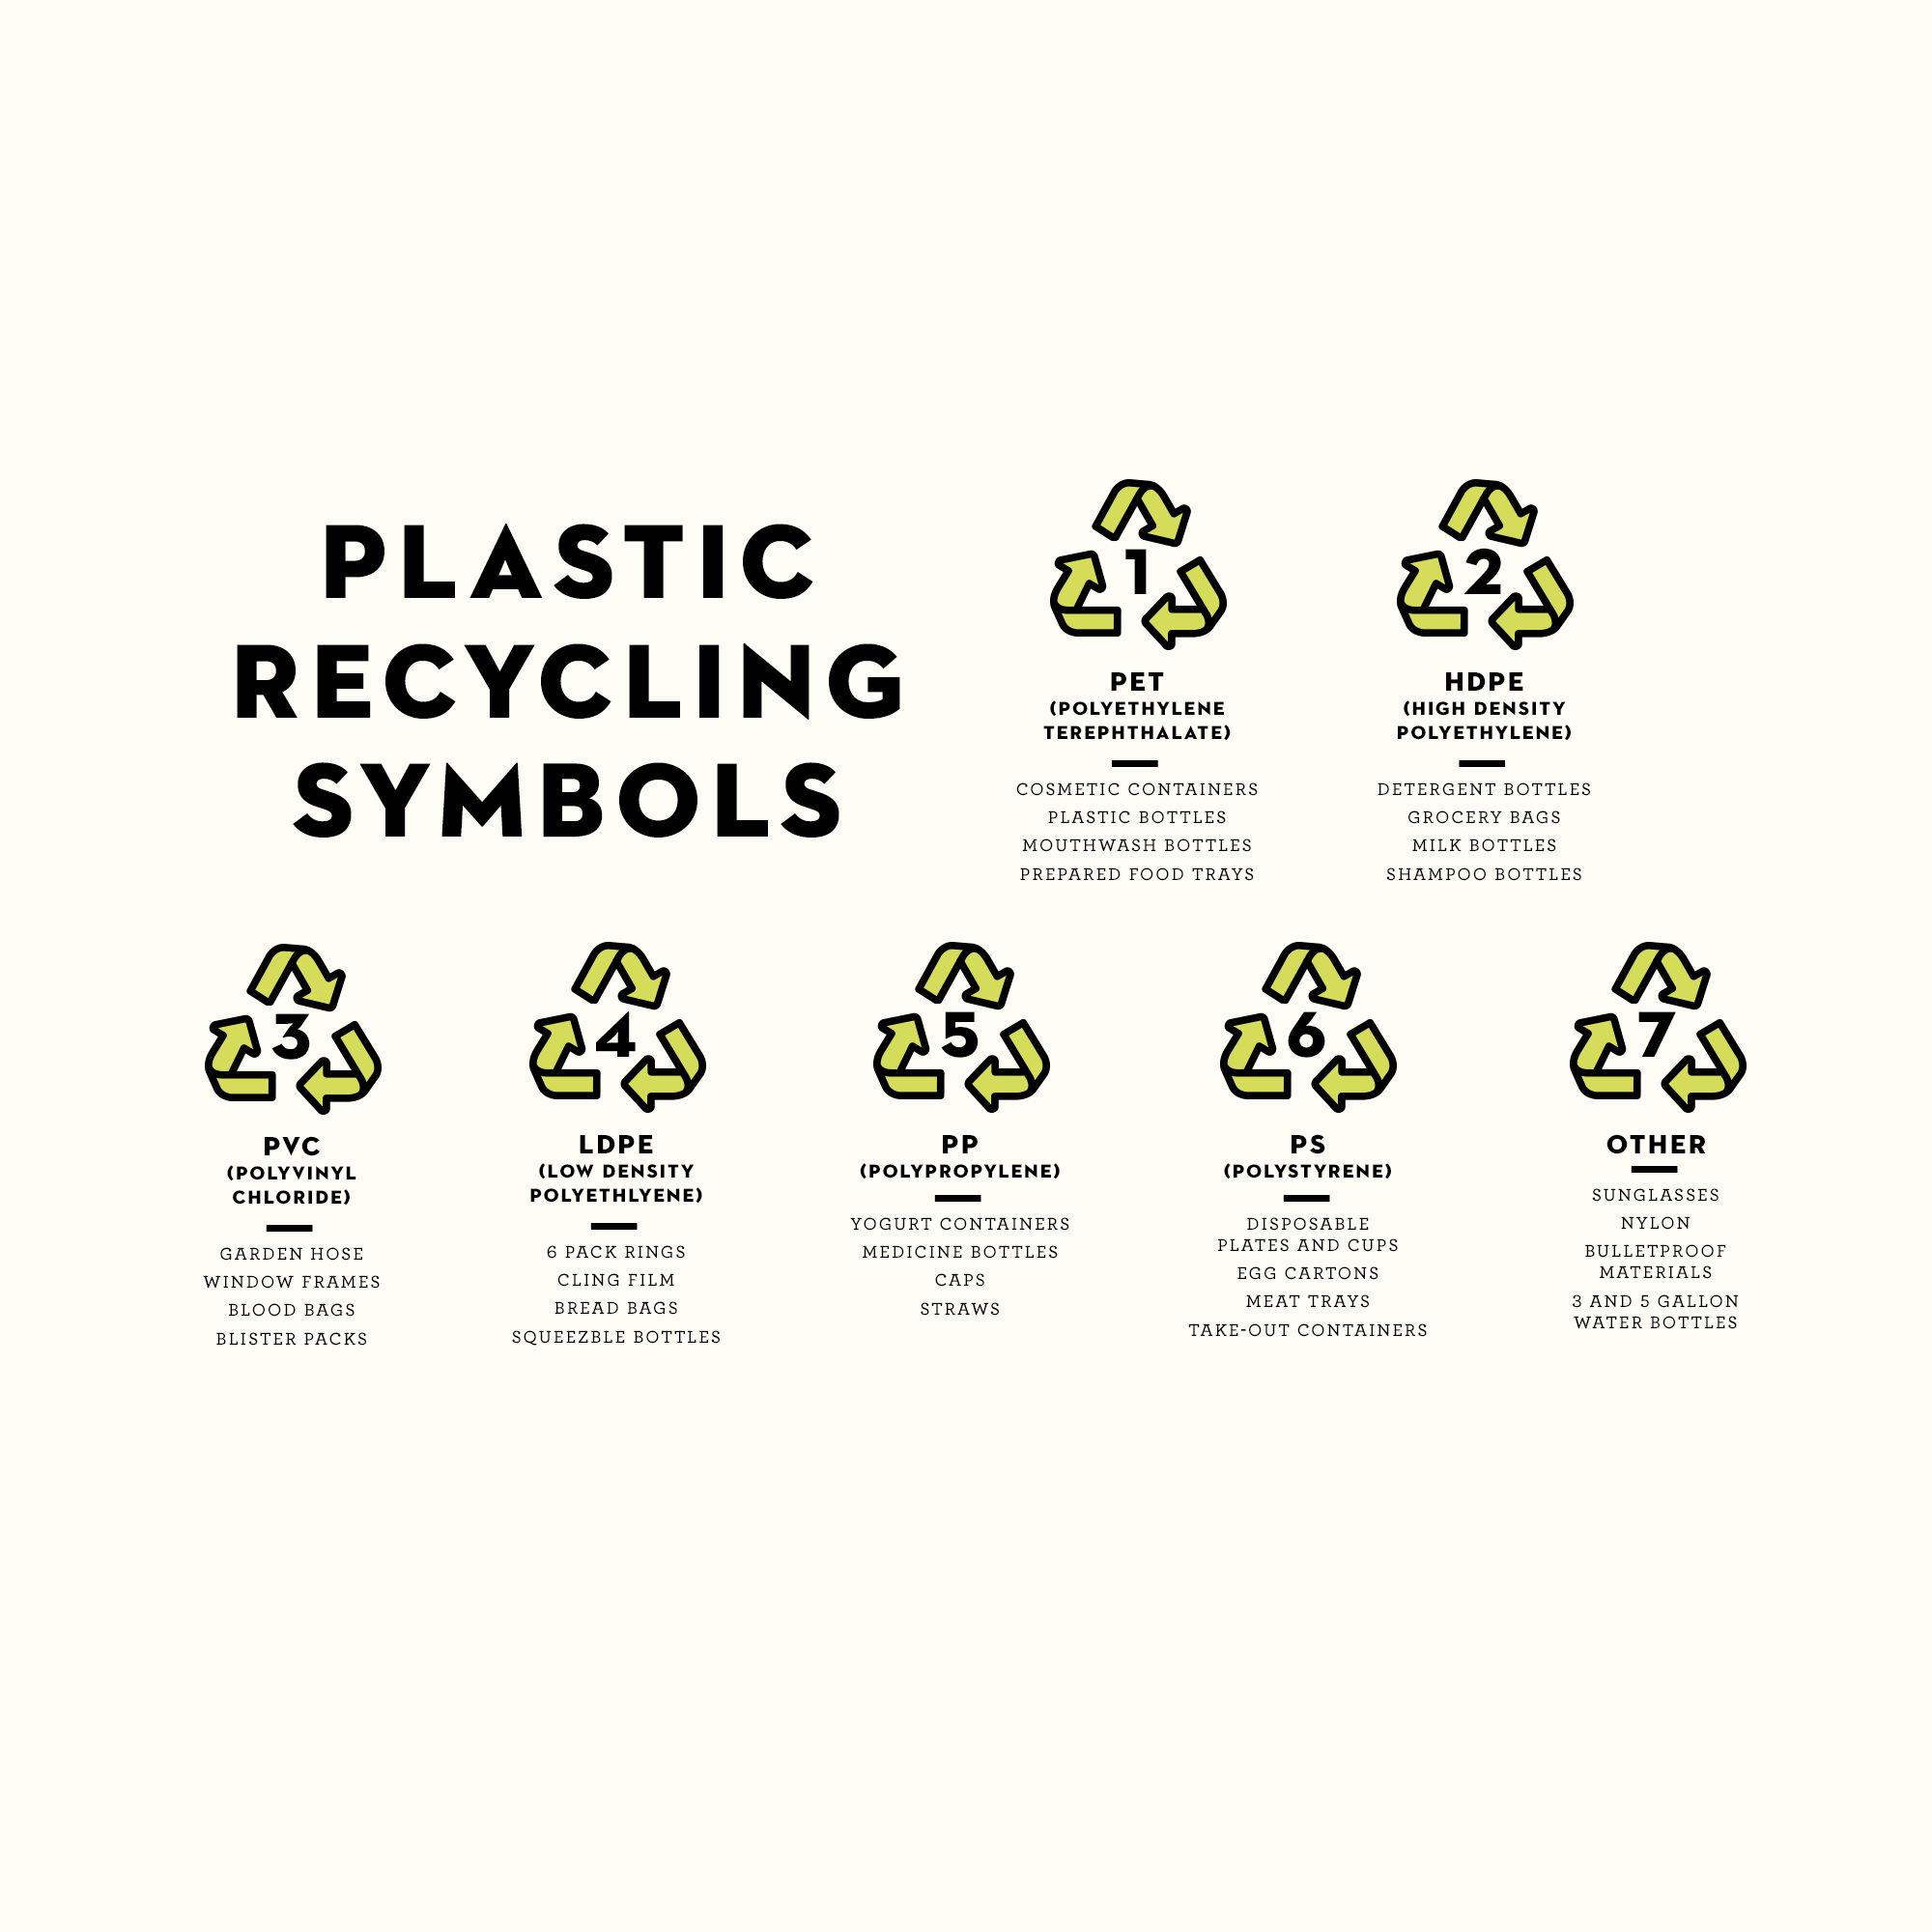 PLASTIC
RECYCLING
SYMBOLS
1
PET
(POLYETHYLENE
TEREPHTHALATE)
COSMETIC CONTAINERS
PLASTIC BOTTLES
MOUTHWASH BOTTLES
PREPARED FOOD TRAYS
2
HDPE
(HIGH DENSITY
POLYETHYLENE)
DETERGENT BOTTLES
GROCERY BAGS
MILK BOTTLES
SHAMPOO BOTTLES
3
PVC
(POLYVINYL
CHLORIDE)
GARDEN HOSE
WINDOW FRAMES
BLOOD BAGS
BLISTER PACKS
4
LDPE
(LOW DENSITY
POLYETHLYENE)
6 PACK RINGS
CLING FILM
BREAD BAGS
SQUEEZBLE BOTTLES
5
PP
(POLYPROPYLENE)
YOGURT CONTAINERS
MEDICINE BOTTLES
CAPS
STRAWS
6
PS
(POLYSTYRENE)
DISPOSABLE
PLATES AND CUPS
EGG CARTONS
MEAT TRAYS
TAKE-OUT CONTAINERS
7
OTHER
SUNGLASSES
NYLON
BULLETPROOF
MATERIALS
3 AND 5 GALLON
WATER BOTTLES